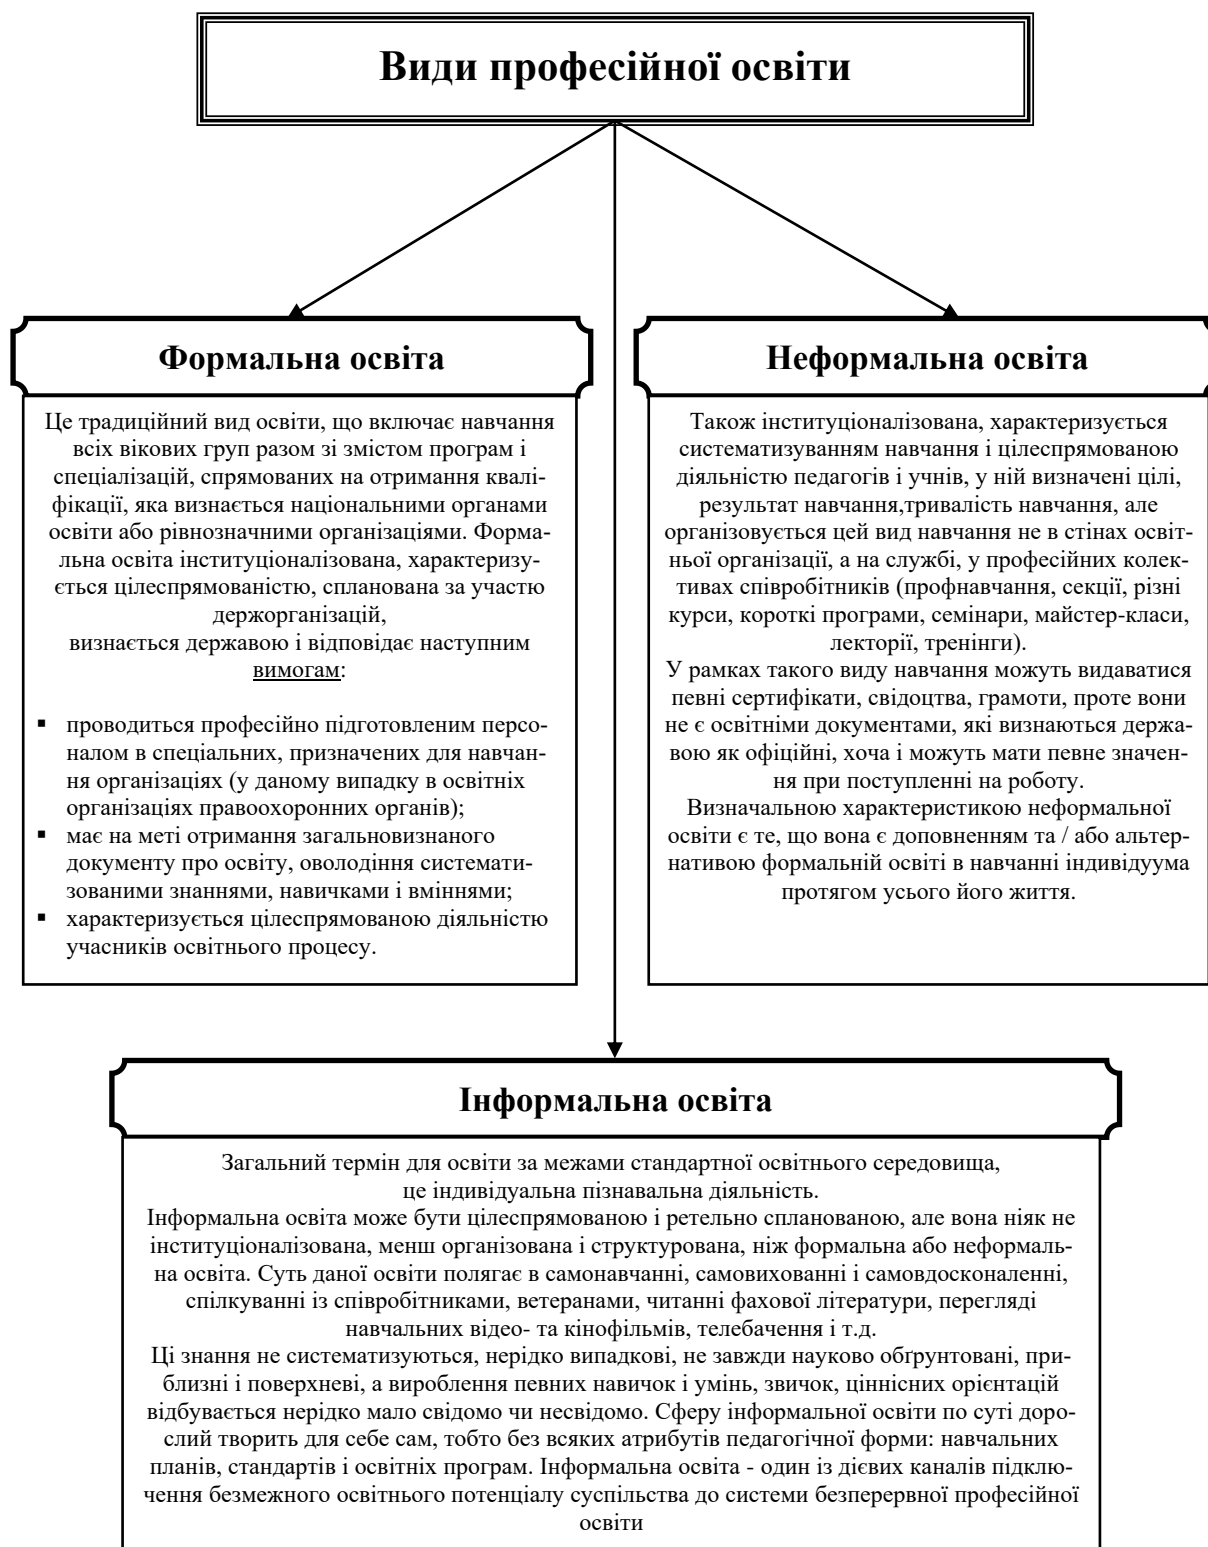 Види професійної освіти
Формальна освіта
Це традиційний вид освіти, що включає навчання
всіх вікових груп разом зі змістом програм і
спеціалізацій, спрямованих на отримання квалі-
фікації, яка визнається національними органами
освіти або рівнозначними організаціями. Форма-
льна освіта інституціоналізована, характеризу-
ється цілеспрямованістю, спланована за участю
держорганізацій,
визнається державою і відповідає наступним
вимогам:
▪ проводиться професійно підготовленим персо-
налом в спеціальних, призначених для навчан-
ня організаціях (у даному випадку в освітніх
організаціях правоохоронних органів);
▪ має на меті отримання загальновизнаного
документу про освіту, оволодіння системати-
зованими знаннями, навичками і вміннями;
▪ характеризується цілеспрямованою діяльністю
учасників освітнього процесу.
Неформальна освіта
Також інституціоналізована, характеризується
систематизуванням навчання і цілеспрямованою
діяльністю педагогів і учнів, у ній визначені цілі,
результат навчання,тривалість навчання, але
організовується цей вид навчання не в стінах освіт-
ньої організації, а на службі, у професійних колек-
тивах співробітників (профнавчання, секції, різні
курси, короткі програми, семінари, майстер-класи,
лекторії, тренінги).
У рамках такого виду навчання можуть видаватися
певні сертифікати, свідоцтва, грамоти, проте вони
не є освітніми документами, які визнаються держа-
вою як офіційні, хоча і можуть мати певне значен-
ня при поступленні на роботу.
Визначальною характеристикою неформальної
освіти є те, що вона є доповненням та / або альтер-
нативою формальній освіті в навчанні індивідуума
протягом усього його життя.
Інформальна освіта
Загальний термін для освіти за межами стандартної освітнього середовища,
це індивідуальна пізнавальна діяльність.
Інформальна освіта може бути цілеспрямованою і ретельно спланованою, але вона ніяк не
інституціоналізована, менш організована і структурована, ніж формальна або неформаль-
на освіта. Суть даної освіти полягає в самонавчанні, самовихованні і самовдосконаленні,
спілкуванні із співробітниками, ветеранами, читанні фахової літератури, перегляді
навчальних відео- та кінофільмів, телебачення і т.д.
Ці знання не систематизуються, нерідко випадкові, не завжди науково обґрунтовані, при-
близні і поверхневі, а вироблення певних навичок і умінь, звичок, ціннісних орієнтацій
відбувається нерідко мало свідомо чи несвідомо. Сферу інформальної освіти по суті доро-
слий творить для себе сам, тобто без всяких атрибутів педагогічної форми: навчальних
планів, стандартів і освітніх програм. Інформальна освіта - один із дієвих каналів підклю-
чення безмежного освітнього потенціалу суспільства до системи безперервної професійної
освіти